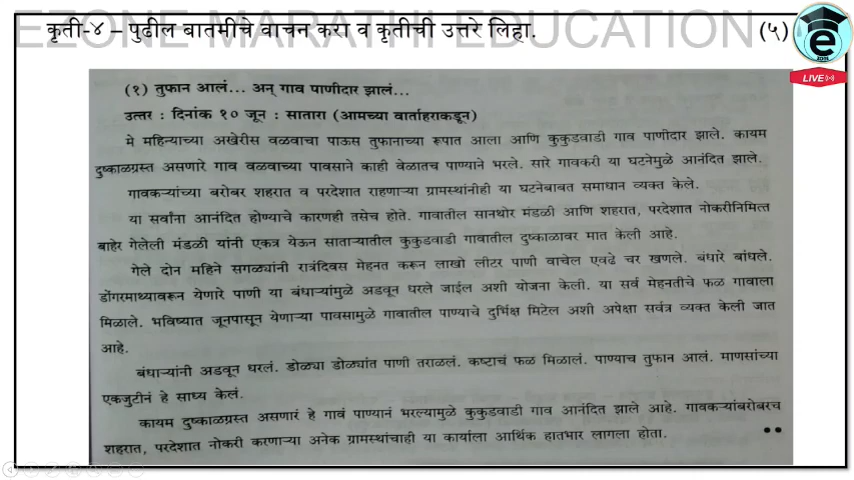 EZONE MARATHI EDUCATION
कृती-४ – पुढील बातमीचे वाचन करा व कृतीची उत्तरे लिहा. (५)
e
EZONE
LIVE
(१) तुफान आलं... अन् गाव पाणीदार झालं...
उत्तर : दिनांक १० जून : सातारा (आमच्या वार्ताहराकडून)
मे महिन्याच्या अखेरीस वळवाचा पाऊस तुफानाच्या रूपात आला आणि कुकुडवाडी गाव पाणीदार झाले. कायम
दुष्काळग्रस्त असणारे गाव वळवाच्या पावसाने काही वेळातच पाण्याने भरले. सारे गावकरी या घटनेमुळे आनंदित झाले.
गावकऱ्यांच्या बरोबर शहरात व परदेशात राहणाऱ्या ग्रामस्थांनीही या घटनेबाबत समाधान व्यक्त केले.
या सर्वांना आनंदित होण्याचे कारणही तसेच होते. गावातील सानथोर मंडळी आणि शहरात, परदेशात नोकरीनिमित्त
बाहेर गेलेली मंडळी यांनी एकत्र येऊन साताऱ्यातील कुकुडवाडी गावातील दुष्काळावर मात केली आहे.
गेले दोन महिने सगळ्यांनी रात्रंदिवस मेहनत करून लाखो लीटर पाणी वाचेल एवढे चर खणले. बंधारे बांधले.
डोंगरमाथ्यावरून येणारे पाणी या बंधाऱ्यांमुळे अडवून धरले जाईल अशी योजना केली. या सर्व मेहनतीचे फळ गावाला
मिळाले. भविष्यात जूनपासून येणाऱ्या पावसामुळे गावातील पाण्याचे दुर्भिक्ष मिटेल अशी अपेक्षा सर्वत्र व्यक्त केली जात
आहे.
बंधाऱ्यांनी अडवून धरलं. डोळ्या डोळ्यांत पाणी तराळलं. कष्टाचं फळ मिळालं. पाण्याच तुफान आलं. माणसांच्या
एकजुटीनं हे साध्य केलं.
कायम दुष्काळग्रस्त असणारं हे गावं पाण्यानं भरल्यामुळे कुकुडवाडी गाव आनंदित झाले आहे. गावकऱ्यांबरोबरच
शहरात, परदेशात नोकरी करणाऱ्या अनेक ग्रामस्थांचाही या कार्याला आर्थिक हातभार लागला होता.